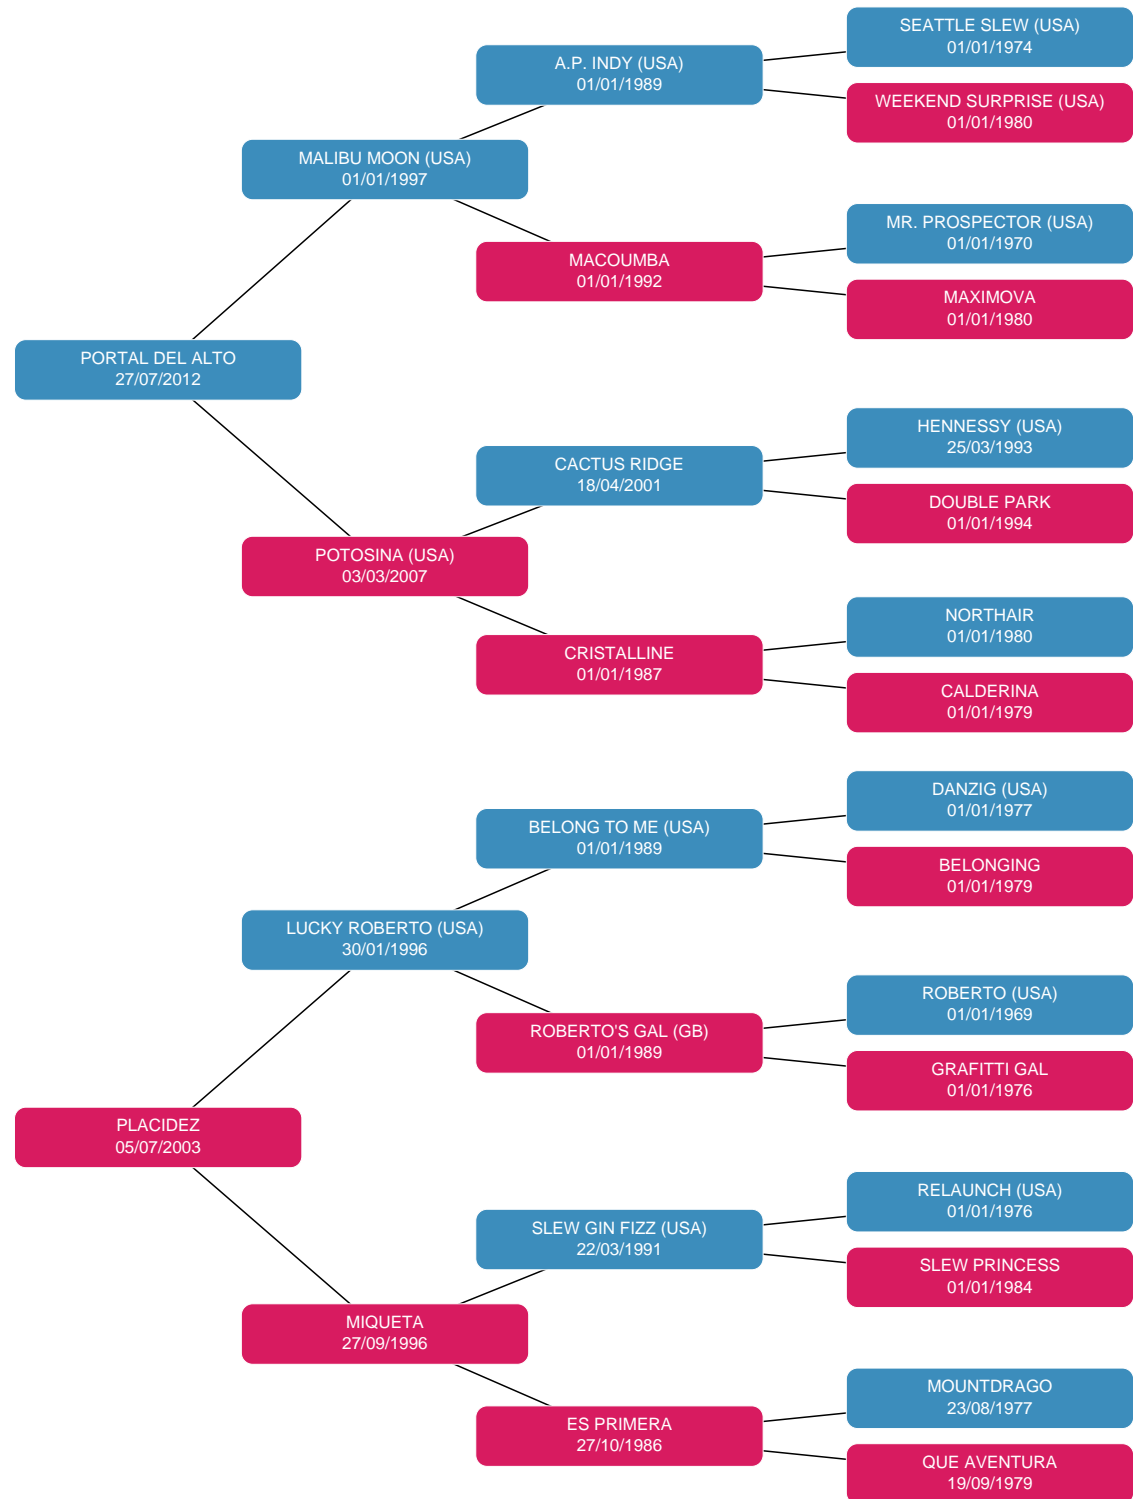 SEATTLE SLEW (USA)
01/01/1974
A.P. INDY (USA)
01/01/1989
WEEKEND SURPRISE (USA)
01/01/1980
MALIBU MOON (USA)
01/01/1997
MR. PROSPECTOR (USA)
01/01/1970
MACOUMBA
01/01/1992
MAXIMOVA
01/01/1980
PORTAL DEL ALTO
27/07/2012
HENNESSY (USA)
25/03/1993
CACTUS RIDGE
18/04/2001
DOUBLE PARK
01/01/1994
POTOSINA (USA)
03/03/2007
NORTHAIR
01/01/1980
CRISTALLINE
01/01/1987
CALDERINA
01/01/1979
DANZIG (USA)
01/01/1977
BELONG TO ME (USA)
01/01/1989
BELONGING
01/01/1979
LUCKY ROBERTO (USA)
30/01/1996
ROBERTO (USA)
01/01/1969
ROBERTO'S GAL (GB)
01/01/1989
GRAFITTI GAL
01/01/1976
PLACIDEZ
05/07/2003
RELAUNCH (USA)
01/01/1976
SLEW GIN FIZZ (USA)
22/03/1991
SLEW PRINCESS
01/01/1984
MIQUETA
27/09/1996
MOUNTDRAGO
23/08/1977
ES PRIMERA
27/10/1986
QUE AVENTURA
19/09/1979